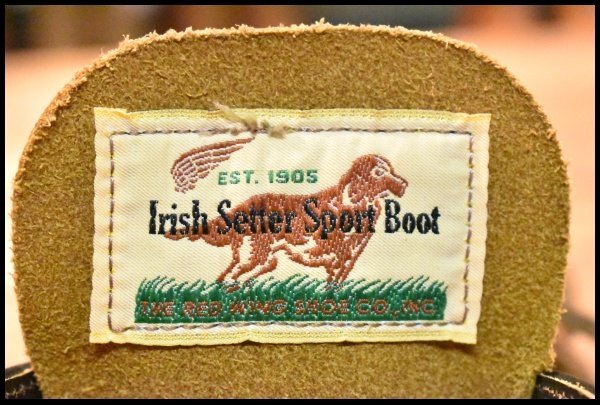 EST. 1905
Irish Setter Sport Boot
THE RED WING SHOE CO., INC.